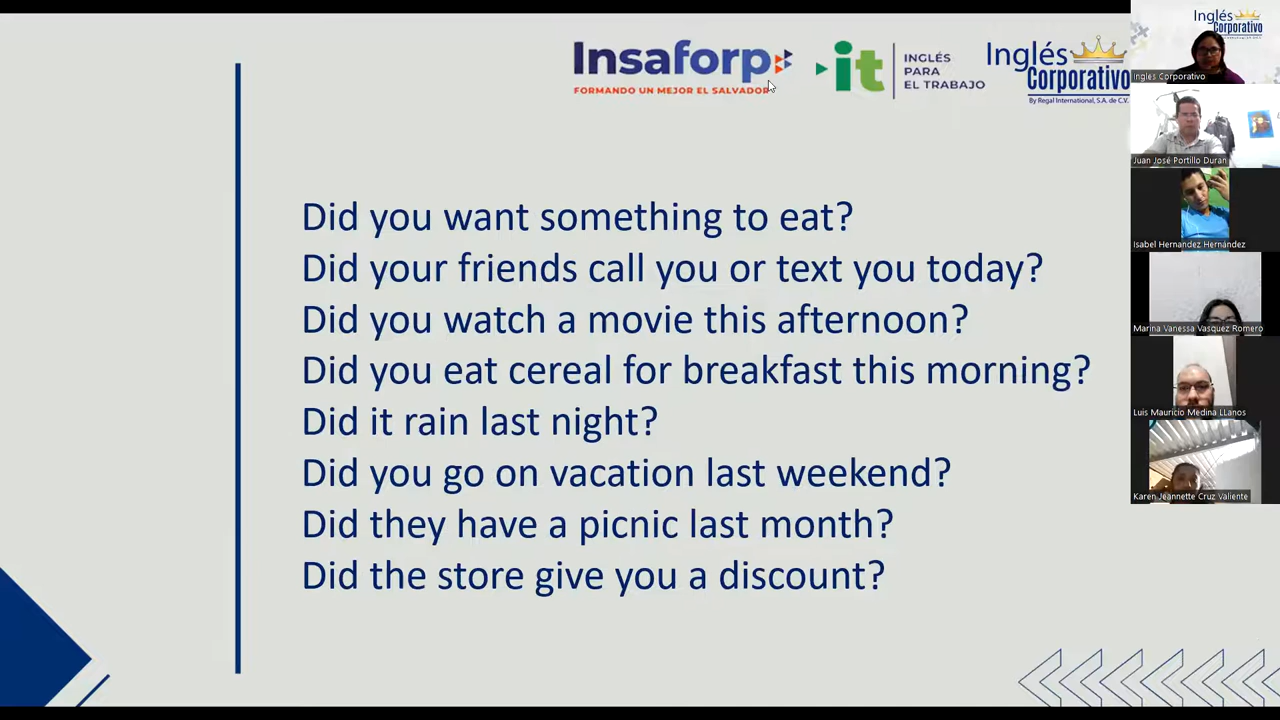 Insaforp
FORMANDO UN MEJOR EL SALVADOR
it
INGLÉS
PARA
EL TRABAJO
Inglés
Corporativo
By Regal International, S.A. de C.V.
Did you want something to eat?
Did your friends call you or text you today?
Did you watch a movie this afternoon?
Did you eat cereal for breakfast this morning?
Did it rain last night?
Did you go on vacation last weekend?
Did they have a picnic last month?
Did the store give you a discount?
Inglés
Corporativo
Inglés Corporativo
Juan José Portillo Duran
Isabel Hernandez Hernández
Marina Vanessa Vasquez Romero
Luis Mauricio Medina LLanos
Karen Jeannette Cruz Valiente